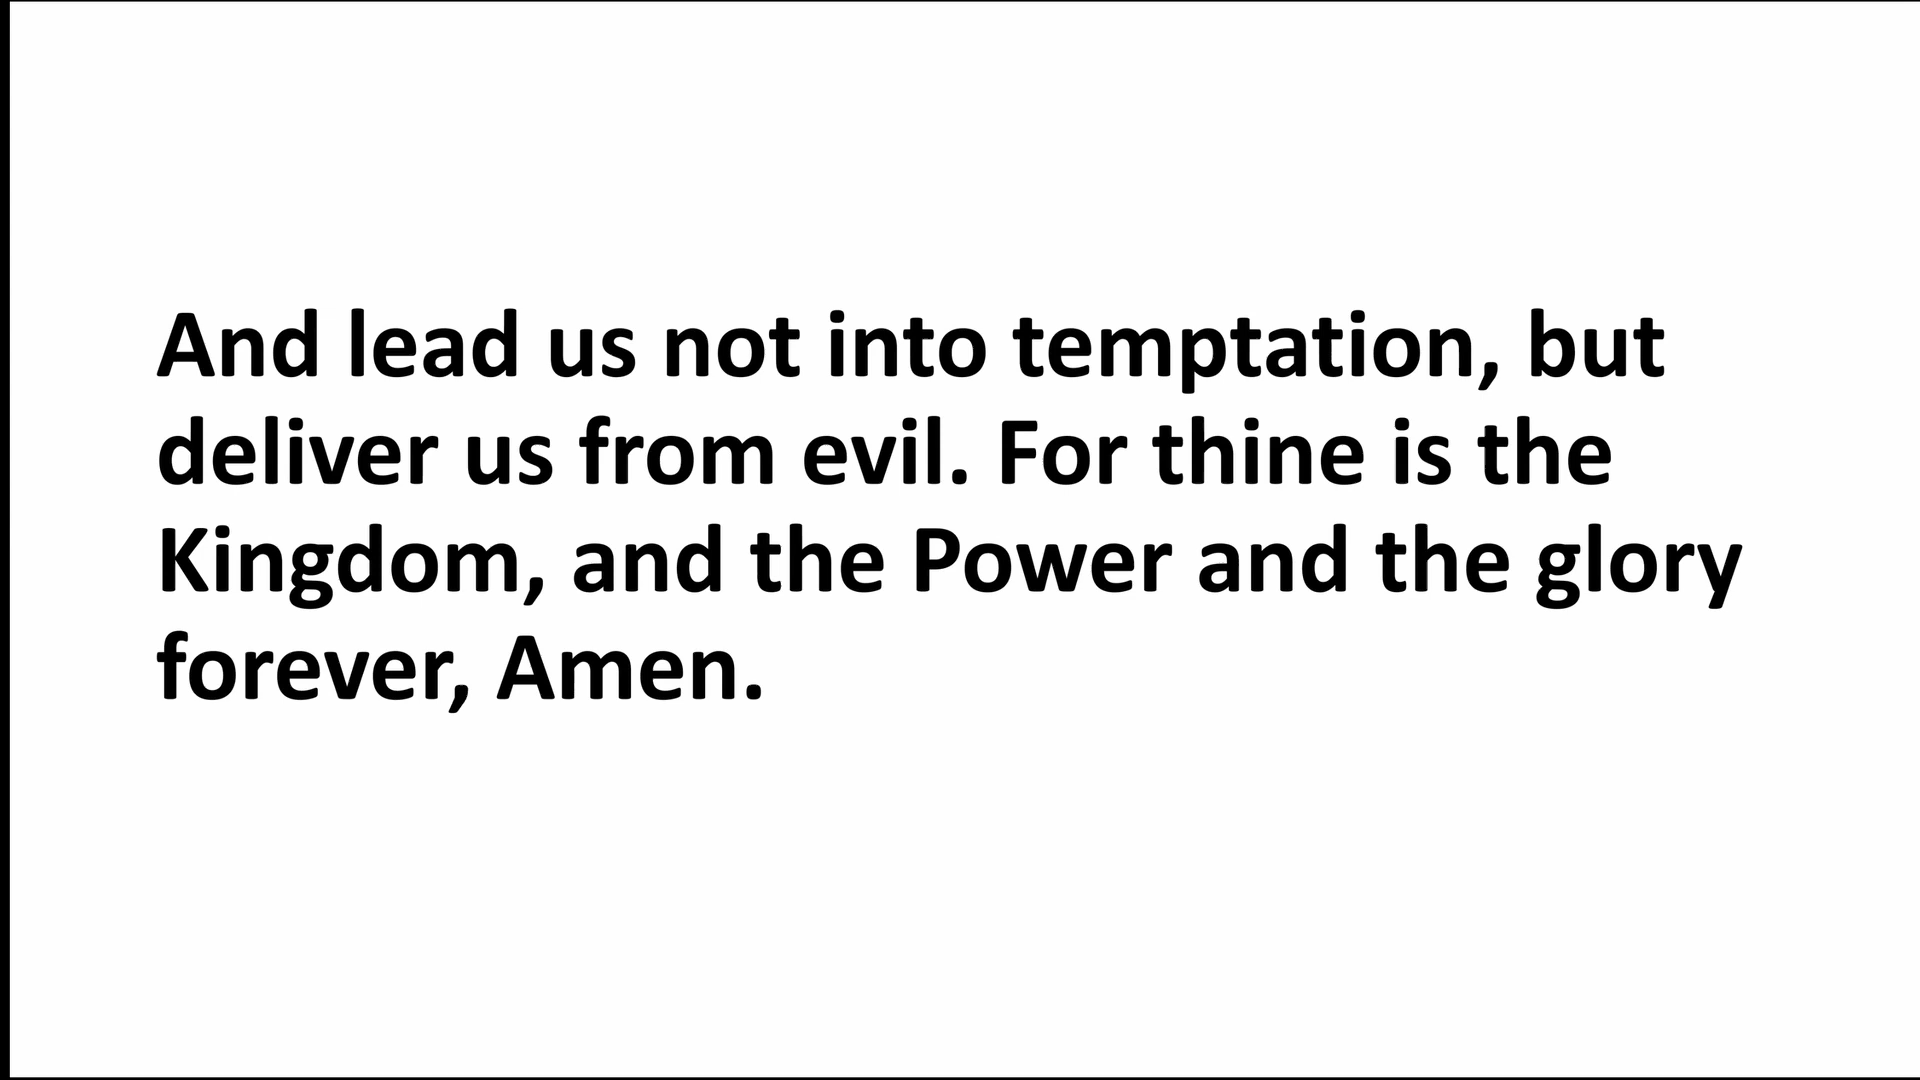 And lead us not into temptation, but
deliver us from evil. For thine is the
Kingdom, and the Power and the glory
forever, Amen.